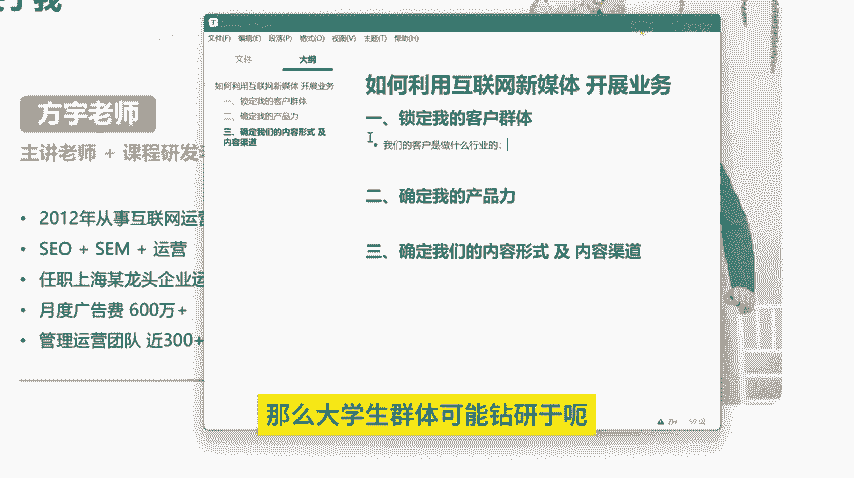 文件(F) 编辑(E) 段落(P) 格式(O) 视图(V) 主题(T) 帮助(H)
文件 大纲
如何利用互联网新媒体 开展业务
一、锁定我的客户群体
二、确定我的产品力
三、确定我们的内容形式 及
内容渠道
如何利用互联网新媒体 开展业务
一、锁定我的客户群体
• 我们的客户是做什么行业的:
二、确定我的产品力
三、确定我们的内容形式 及 内容渠道
方宇老师
主讲老师 + 课程研发
• 2012年从事互联网运营
• SEO + SEM + 运营
• 任职上海某龙头企业运
• 月度广告费 600万+
• 管理运营团队 近300+
那么大学生群体可能钻研于呃